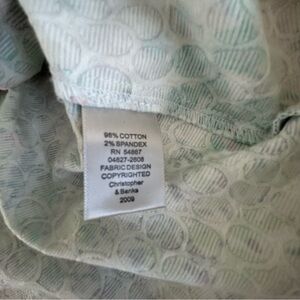 98% COTTON
2% SPANDEX
RN 54867
04627-2608
FABRIC DESIGN
COPYRIGHTED
Christopher
& Banks
2009